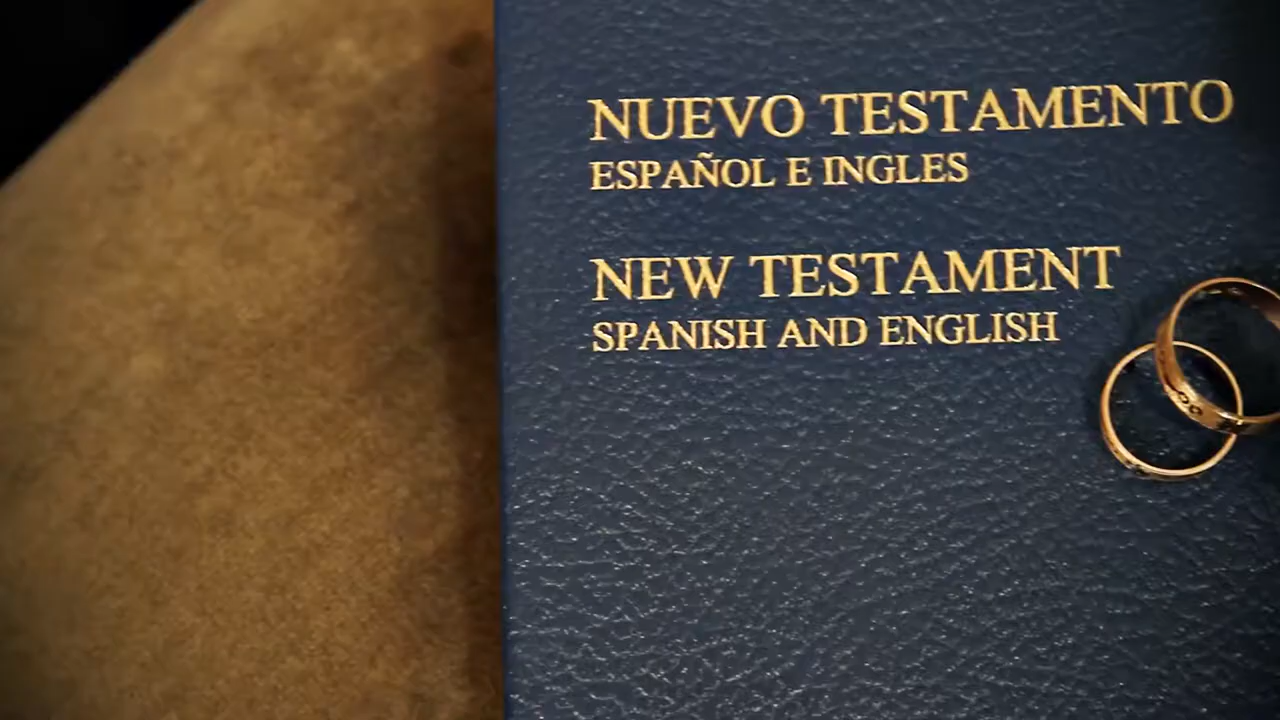 NUEVO TESTAMENTO
ESPAÑOL E INGLES
NEW TESTAMENT
SPANISH AND ENGLISH